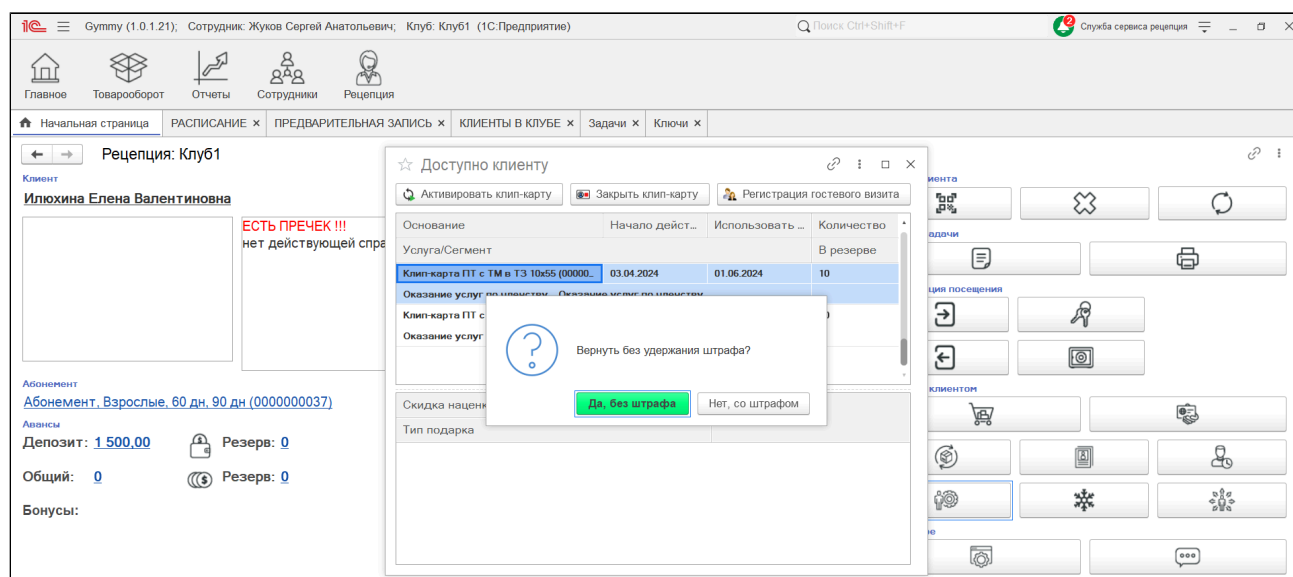 1С Gymmy (1.0.1.21); Сотрудник: Жуков Сергей Анатольевич; Клуб: Клуб1 (1С:Предприятие) Поиск Ctrl+Shift+F 2 Служба сервиса рецепция
Главное Товарооборот Отчеты Сотрудники Рецепция
Начальная страница РАСПИСАНИЕ × ПРЕДВАРИТЕЛЬНАЯ ЗАПИСЬ × КЛИЕНТЫ В КЛУБЕ × Задачи × Ключи ×
Рецепция: Клуб1
Клиент
Илюхина Елена Валентиновна
ЕСТЬ ПРЕЧЕК !!!
нет действующей спра
Абонемент
Абонемент, Взрослые, 60 дн, 90 дн (0000000037)
Авансы
Депозит: 1 500,00 Резерв: 0
Общий: 0 Резерв: 0
Бонусы:
Доступно клиенту
Активировать клип-карту Закрыть клип-карту Регистрация гостевого визита
Основание Начало дейст... Использовать ... Количество
Услуга/Сегмент В резерве
Клип-карта ПТ с ТМ в ТЗ 10x55 (00000... 03.04.2024 01.06.2024 10
Оказание услуг по членству Оказание услуг по членству
Клип-карта ПТ с
Оказание услуг
Вернуть без удержания штрафа?
Да, без штрафа Нет, со штрафом
Скидка наценк
Тип подарка
иента
адачи
ция посещения
клиентом
ое